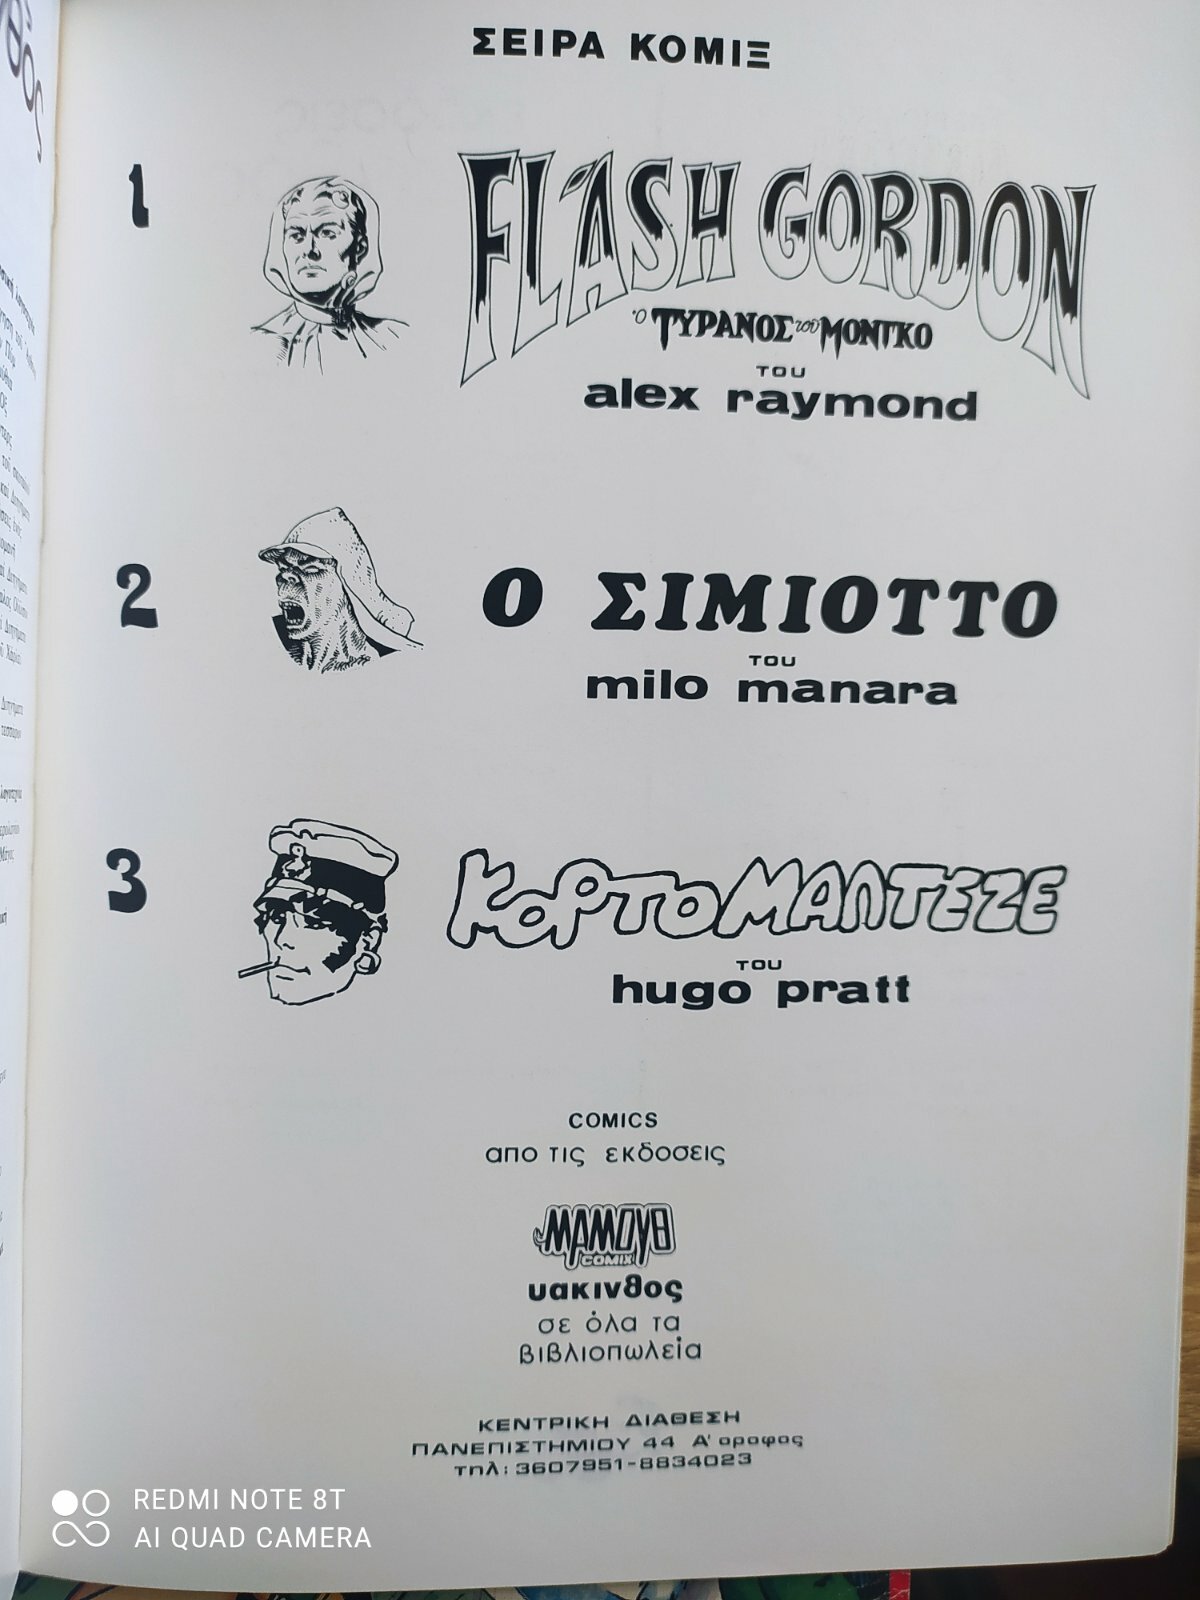 ΣΕΙΡΑ ΚΟΜΙΞ
1
FLASH GORDON
ὁ ΤΥΡΑΝΟΣ τοῦ ΜΟΝΓΚΟ
του
alex raymond
2
Ο ΣΙΜΙΟΤΤΟ
του
milo manara
3
ΚΟΡΤΟ ΜΑΛΤΕΖΕ
του
hugo pratt
COMICS
απο τις εκδοσεις
ΜΑΜΟΥΘ
COMIX
υακινθος
σε όλα τα
βιβλιοπωλεία
ΚΕΝΤΡΙΚΗ ΔΙΑΘΕΣΗ
ΠΑΝΕΠΙΣΤΗΜΙΟΥ 44 Α' οροφος
τηλ: 3607951-8834023
REDMI NOTE 8T
AI QUAD CAMERA